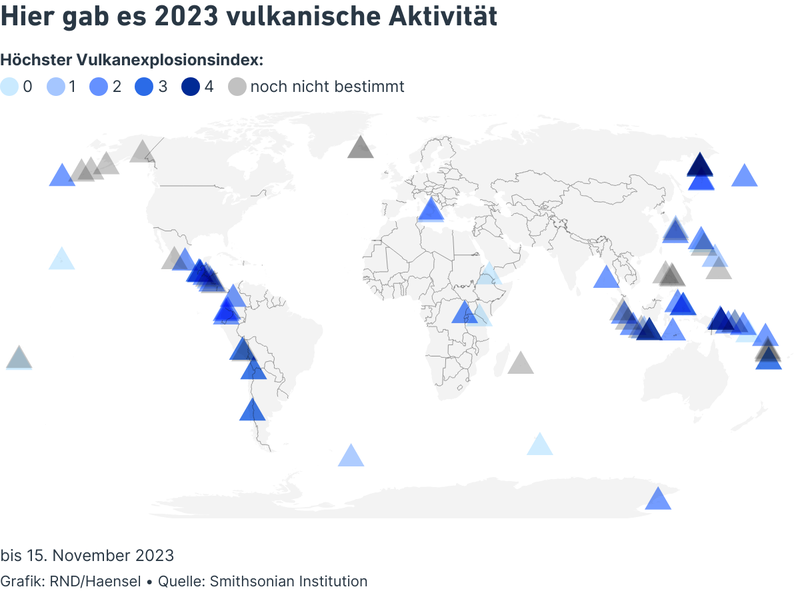 Hier gab es 2023 vulkanische Aktivität
Höchster Vulkanexplosionsindex:
0 1 2 3 4 noch nicht bestimmt
bis 15. November 2023
Grafik: RND/Haensel • Quelle: Smithsonian Institution